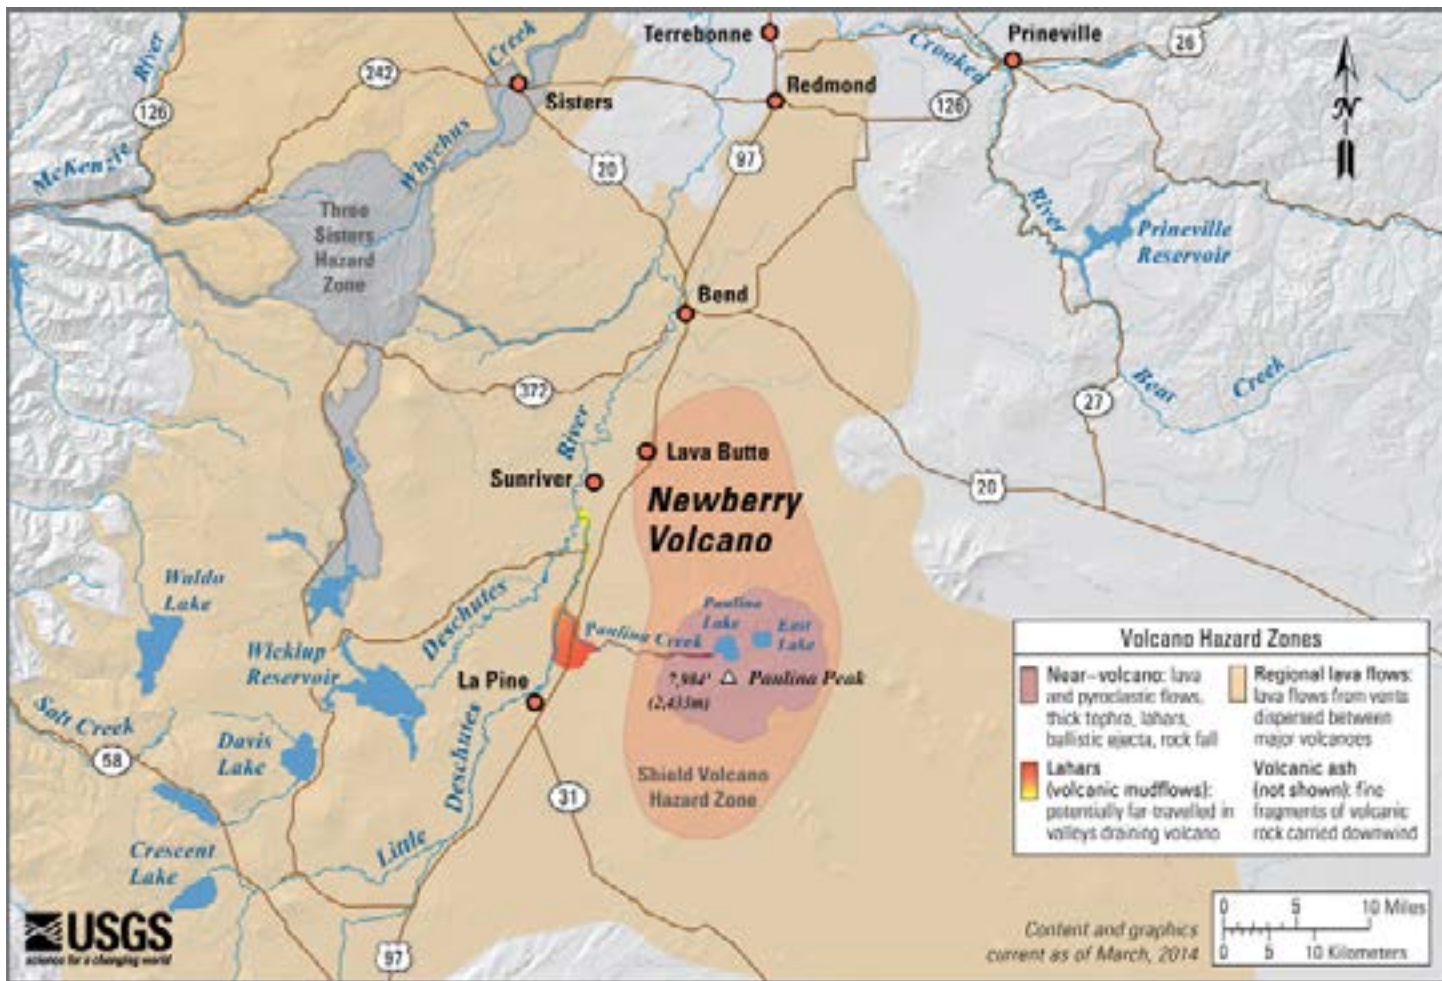 Terrebonne
Prineville
26
Creek
River
242
Crooked
Redmond
Sisters
126
126
N
McKenzie
Whychus
20
97
River
Three
Sisters
Hazard
Zone
Prineville
Reservoir
Bend
372
Bear
Creek
27
River
Lava Butte
Sunriver
20
Newberry
Volcano
Waldo
Lake
Deschutes
Paulina
Lake
East
Lake
Paulina Creek
Wickiup
Reservoir
La Pine
7,984'
(2,433m)
Paulina Peak
Salt Creek
58
Davis
Lake
Deschutes
Shield Volcano
Hazard Zone
31
Little
Crescent
Lake
97
Volcano Hazard Zones
Near-volcano: lava
and pyroclastic flows,
thick tephra, lahars,
ballistic ejecta, rock fall
Lahars
(volcanic mudflows):
potentially far-travelled in
valleys draining volcano
Regional lava flows:
lava flows from vents
dispersed between
major volcanoes
Volcanic ash
(not shown): fine
fragments of volcanic
rock carried downwind
USGS
science for a changing world
Content and graphics
current as of March, 2014
0 5 10 Miles
0 5 10 Kilometers